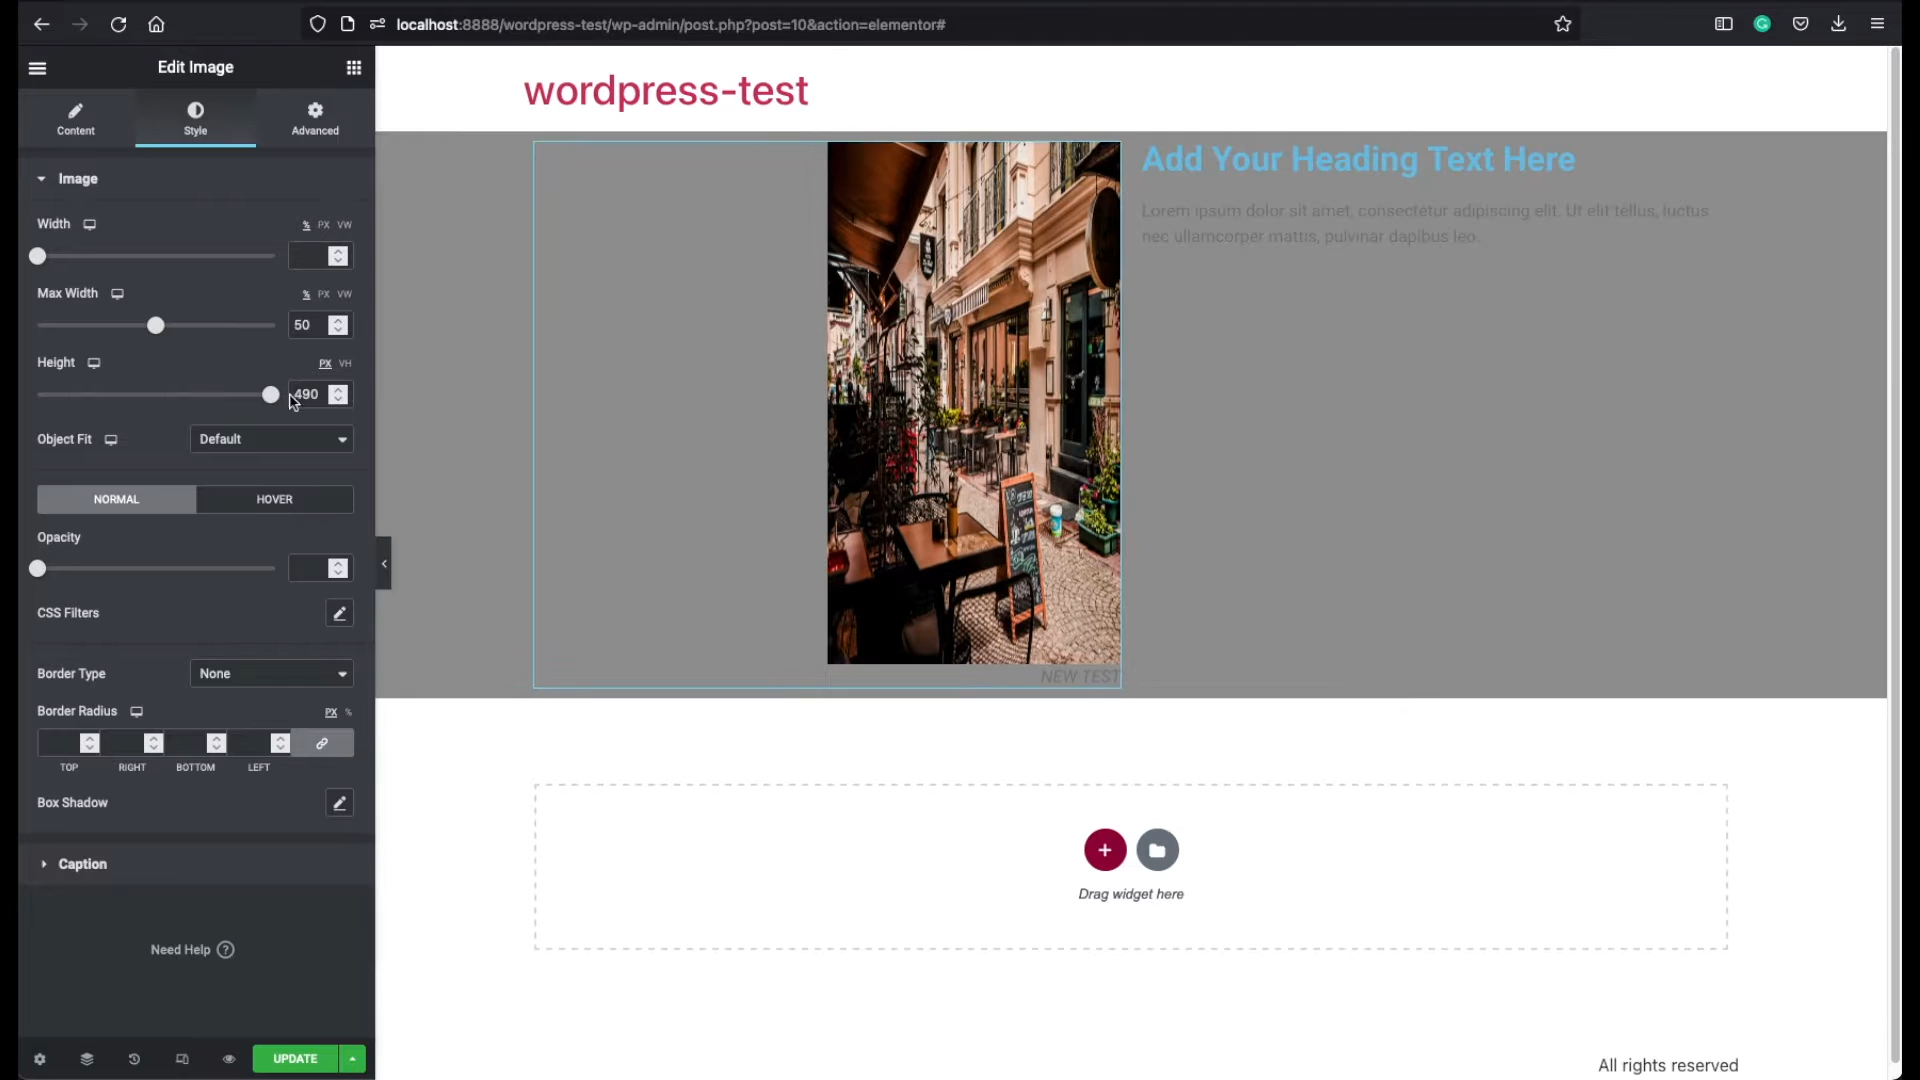 localhost:8888/wordpress-test/wp-admin/post.php?post=10&action=elementor#
Edit Image
Content
Style
Advanced
Image
Width
% PX VW
Max Width
% PX VW
50
Height
PX VH
490
Object Fit
Default
NORMAL
HOVER
Opacity
CSS Filters
Border Type
None
Border Radius
PX %
TOP RIGHT BOTTOM LEFT
Box Shadow
Caption
Need Help ?
UPDATE
wordpress-test
Add Your Heading Text Here
Lorem ipsum dolor sit amet, consectetur adipiscing elit. Ut elit tellus, luctus
nec ullamcorper mattis, pulvinar dapibus leo.
NEW TEST
Drag widget here
All rights reserved